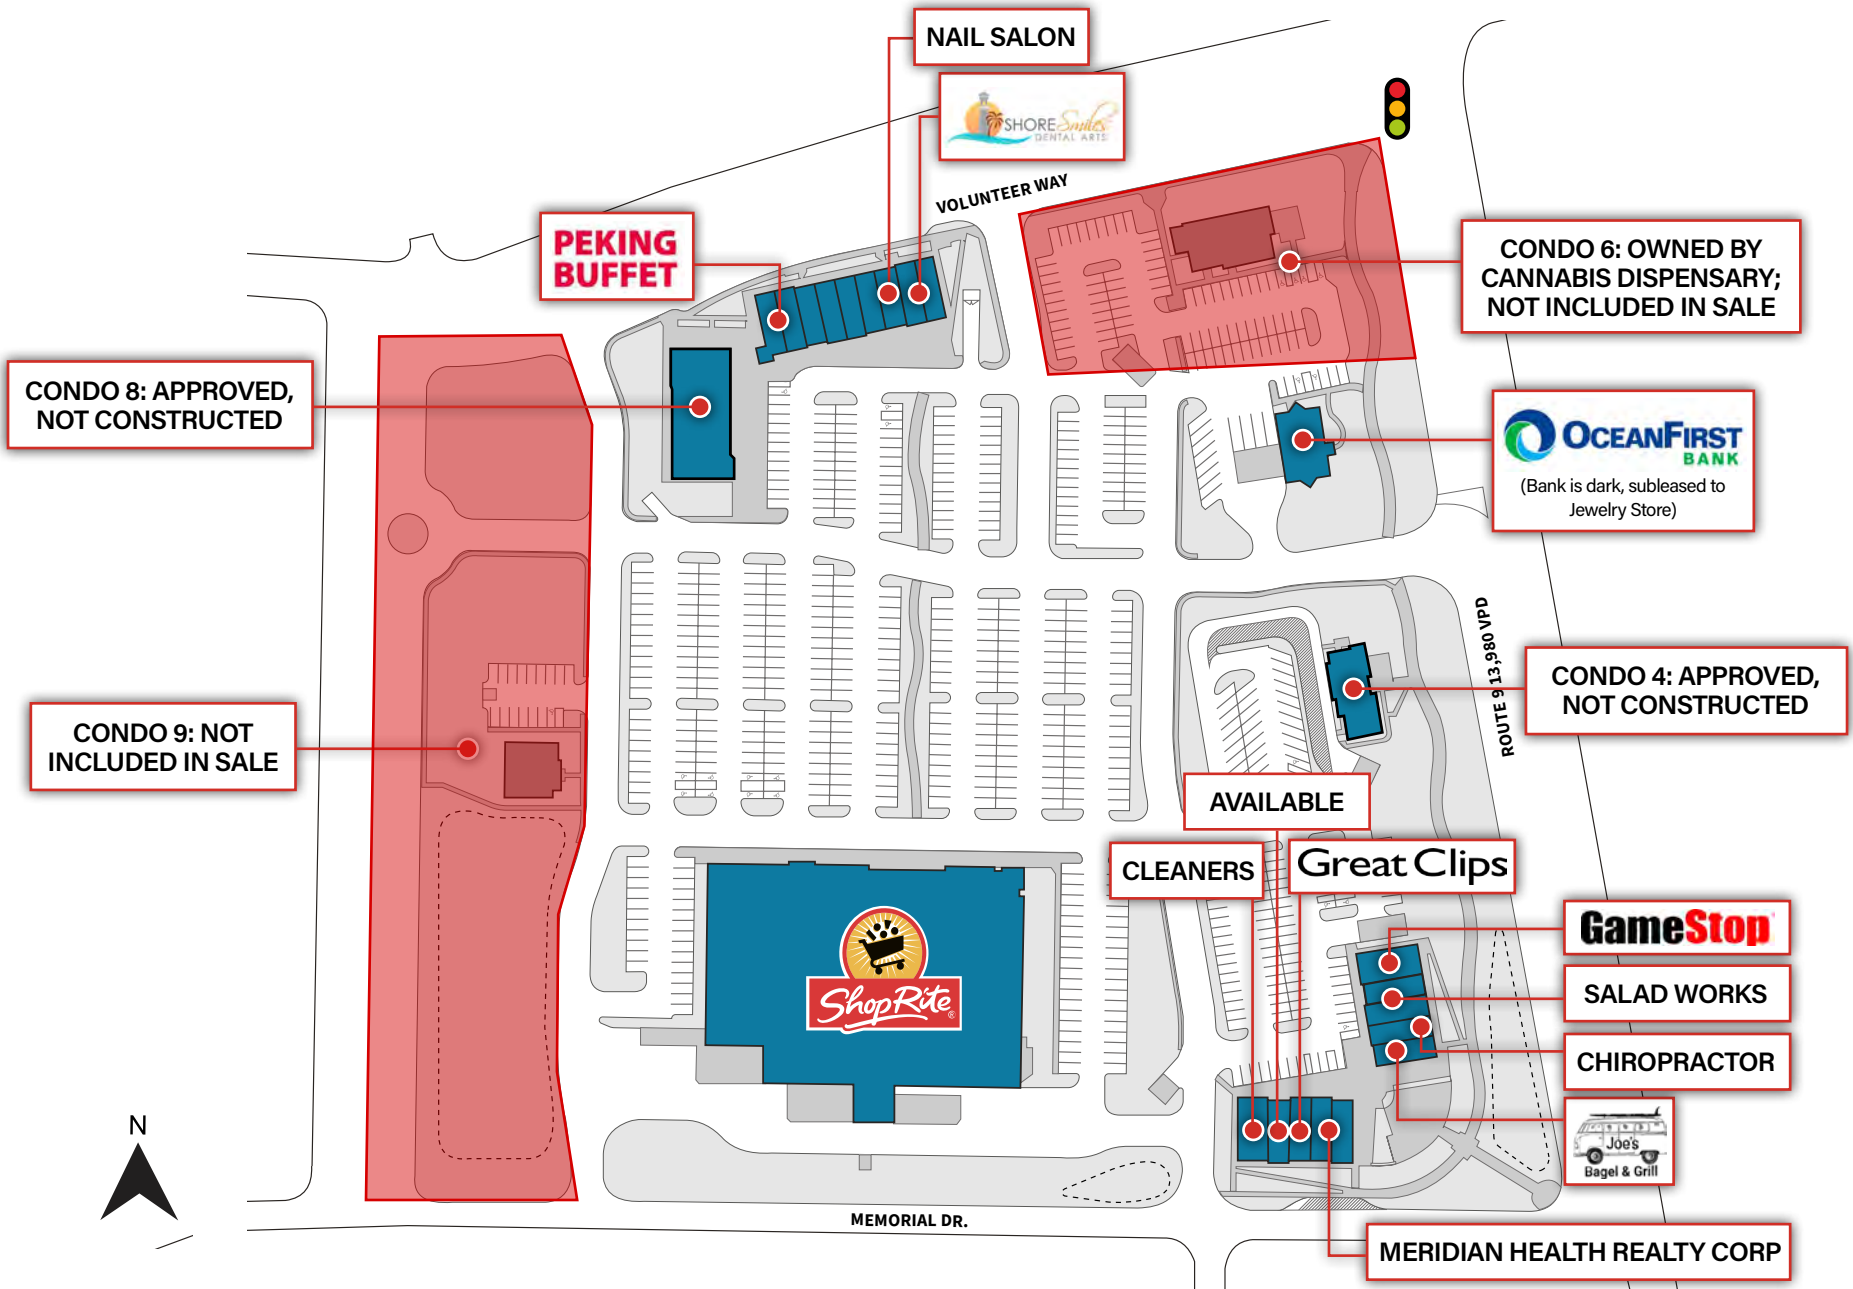 NAIL SALON
SHORE Smiles
DENTAL ARTS
VOLUNTEER WAY
PEKING
BUFFET
CONDO 6: OWNED BY
CANNABIS DISPENSARY;
NOT INCLUDED IN SALE
CONDO 8: APPROVED,
NOT CONSTRUCTED
OCEANFIRST
BANK
(Bank is dark, subleased to
Jewelry Store)
ROUTE 9 13,980 VPD
CONDO 4: APPROVED,
NOT CONSTRUCTED
CONDO 9: NOT
INCLUDED IN SALE
AVAILABLE
CLEANERS
Great Clips
GameStop
SALAD WORKS
CHIROPRACTOR
Joe's
Bagel & Grill
ShopRite®
N
MEMORIAL DR.
MERIDIAN HEALTH REALTY CORP